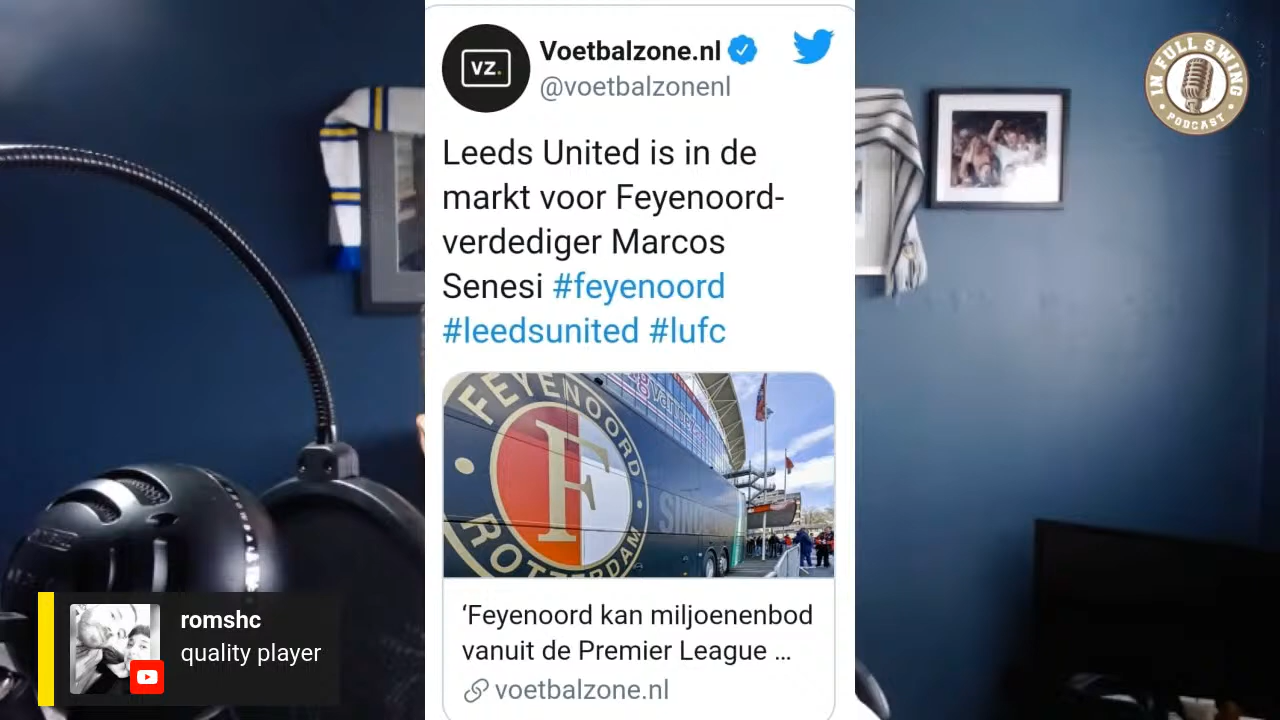 VZ.
Voetbalzone.nl
@voetbalzonenl
IN FULL SWING
PODCAST
Leeds United is in de
markt voor Feyenoord-
verdediger Marcos
Senesi #feyenoord
#leedsunited #lufc
FEYENOORD
F
ROTTERDAM
‘Feyenoord kan miljoenenbod
vanuit de Premier League ...
voetbalzone.nl
romshc
quality player